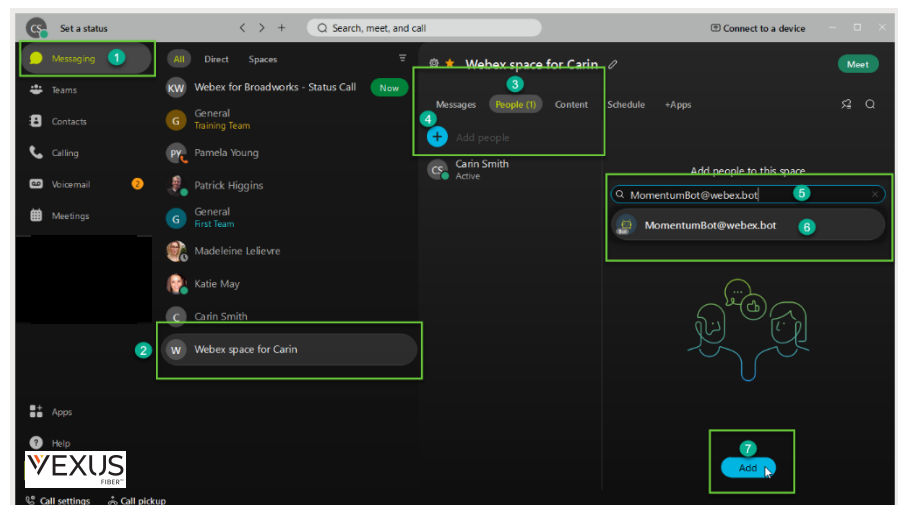 CS Set a status
Search, meet, and call
Connect to a device
Messaging 1
Teams
Contacts
Calling
Voicemail 2
Meetings
Apps
? Help
VEXUS
FIBER™
Call settings Call pickup
All Direct Spaces
KW Webex for Broadworks - Status Call Now
G General
Training Team
PY Pamela Young
Patrick Higgins
G General
First Team
Madeleine Lelievre
Katie May
C Carin Smith
2 W Webex space for Carin
Webex space for Carin
Meet
3
Messages People (1) Content Schedule +Apps
4
+ Add people
CS Carin Smith
Active
Add people to this space
MomentumBot@webex.bot 5
MomentumBot@webex.bot 6
Bot
7
Add